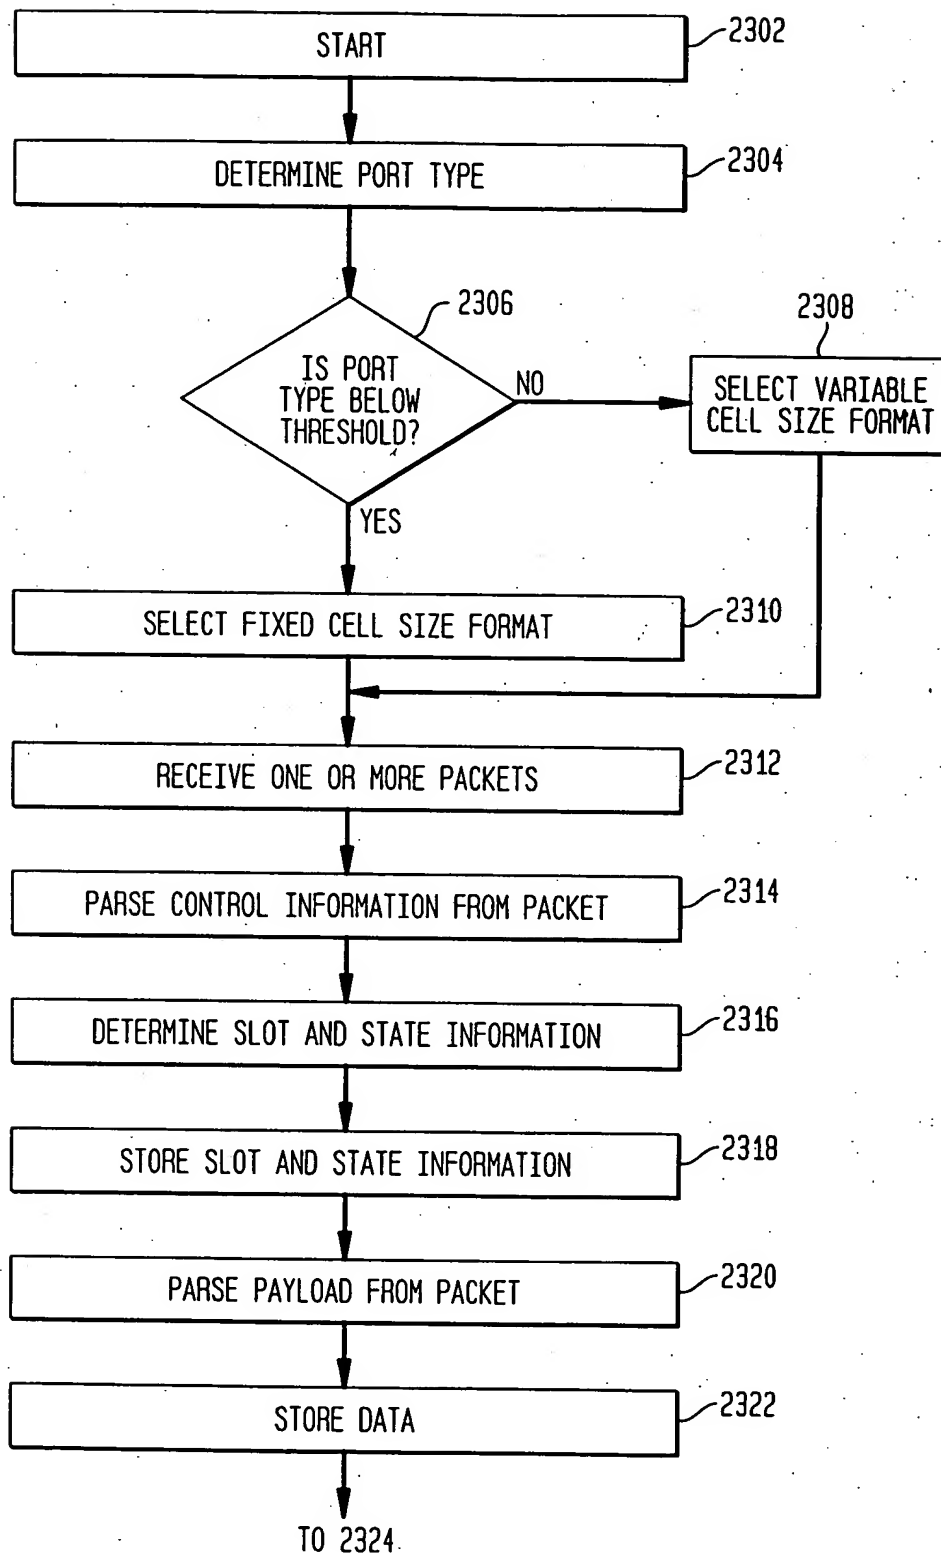 START
2302
DETERMINE PORT TYPE
2304
2306
IS PORT
TYPE BELOW
THRESHOLD?
NO
2308
SELECT VARIABLE
CELL SIZE FORMAT
YES
SELECT FIXED CELL SIZE FORMAT
2310
RECEIVE ONE OR MORE PACKETS
2312
PARSE CONTROL INFORMATION FROM PACKET
2314
DETERMINE SLOT AND STATE INFORMATION
2316
STORE SLOT AND STATE INFORMATION
2318
PARSE PAYLOAD FROM PACKET
2320
STORE DATA
2322
TO 2324